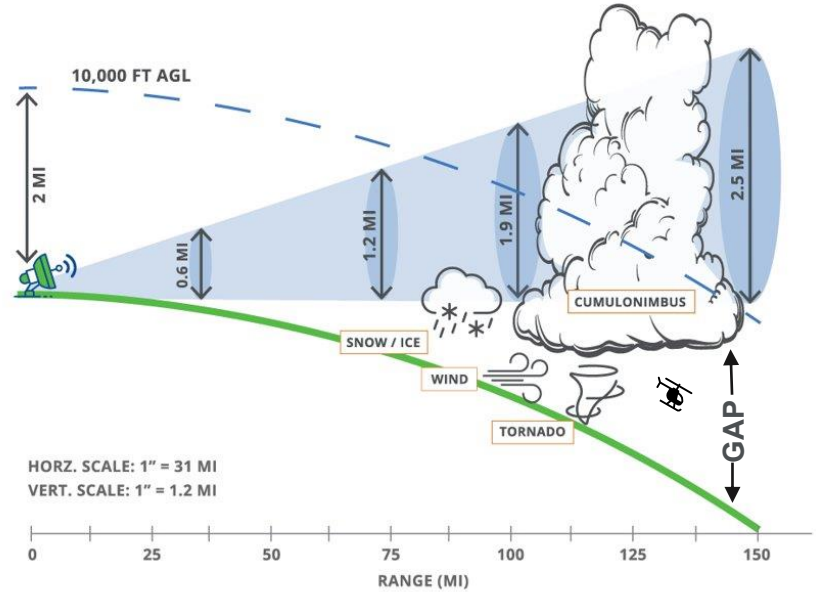 10,000 FT AGL
2 MI
0.6 MI
1.2 MI
1.9 MI
2.5 MI
CUMULONIMBUS
SNOW / ICE
WIND
TORNADO
GAP
HORZ. SCALE: 1” = 31 MI
VERT. SCALE: 1” = 1.2 MI
0 25 50 75 100 125 150
RANGE (MI)